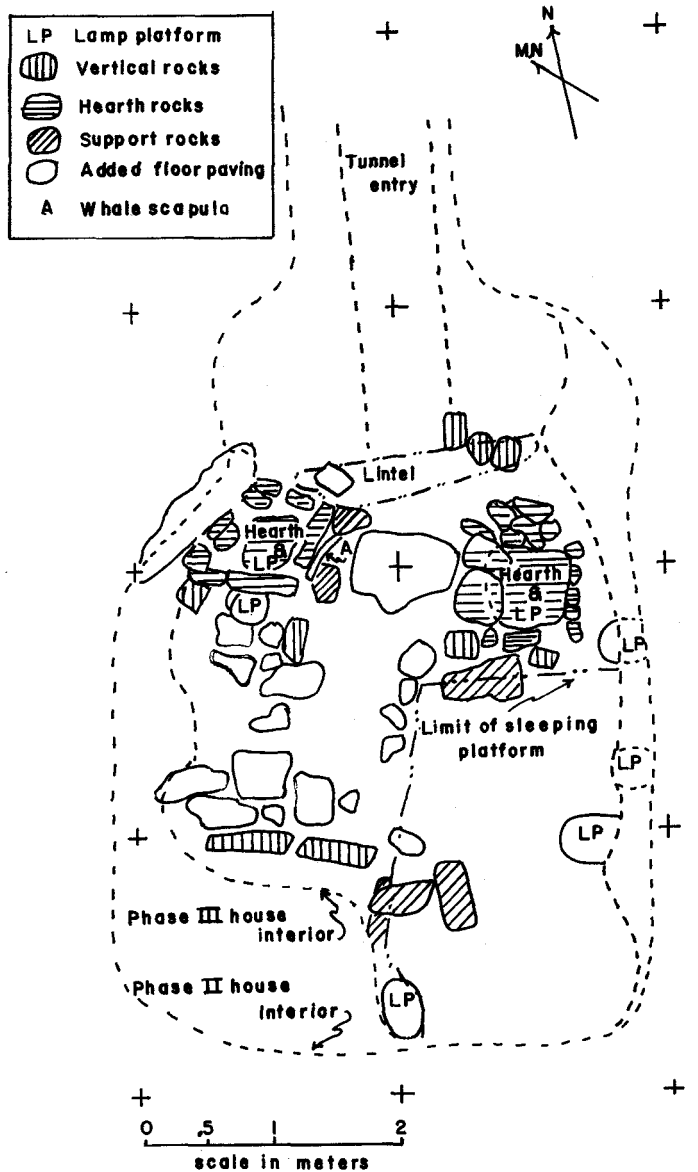 LP Lamp platform
Vertical rocks
Hearth rocks
Support rocks
Added floor paving
A Whale scapula
N
MN
Tunnel
entry
Lintel
Hearth
&
LP
A
Hearth
&
LP
LP
LP
Limit of sleeping
platform
LP
LP
Phase III house
interior
Phase II house
interior
LP
0 .5 1 2
scale in meters